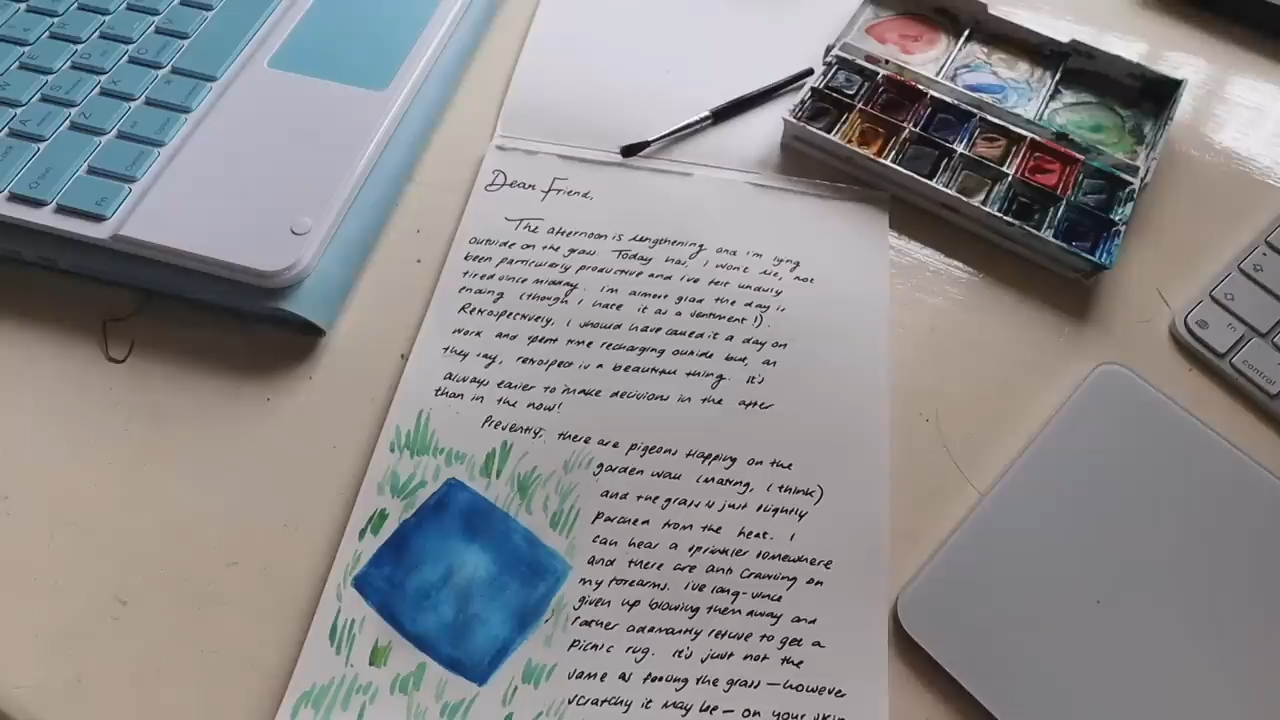 Dear Friend,
The afternoon is lengthening and i'm lying
outside on the grass. Today has, I won't lie, not
been particularly productive and i've felt unduly
tired since midday. i'm almost glad the day is
ending (though I hate it as a sentiment!).
Retrospectively, I should have called it a day on
work and spent time recharging outside but, as
they say, retrospect is a beautiful thing. It's
always easier to make decisions in the after
than in the now!
Presently, there are pigeons flapping on the
garden wall (mating, I think)
and the grass is just slightly
parched from the heat. I
can hear a sprinkler somewhere
and there are ants crawling on
my forearms. i've long-since
given up blowing them away and
rather adamantly refuse to get a
picnic rug. It's just not the
same as feeling the grass — however
scratchy it may be — on your skin
fn
control
Fn